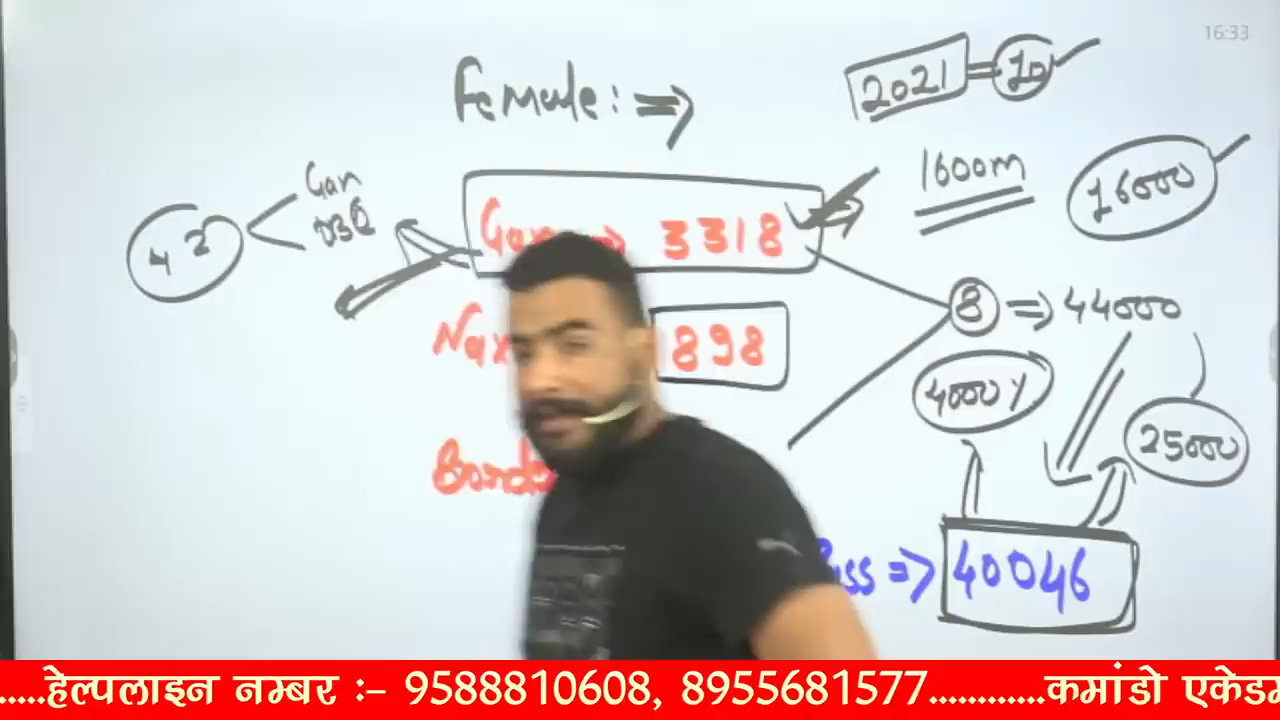 16:33
Female: ⇒
2021 = 10
1600m
16000
Gen
OBC
42
3318
8 ⇒ 44000
898
4000
25000
⇒ 40046
.....हेल्पलाइन नम्बर :- 9588810608, 8955681577............कमांडो एकेडम